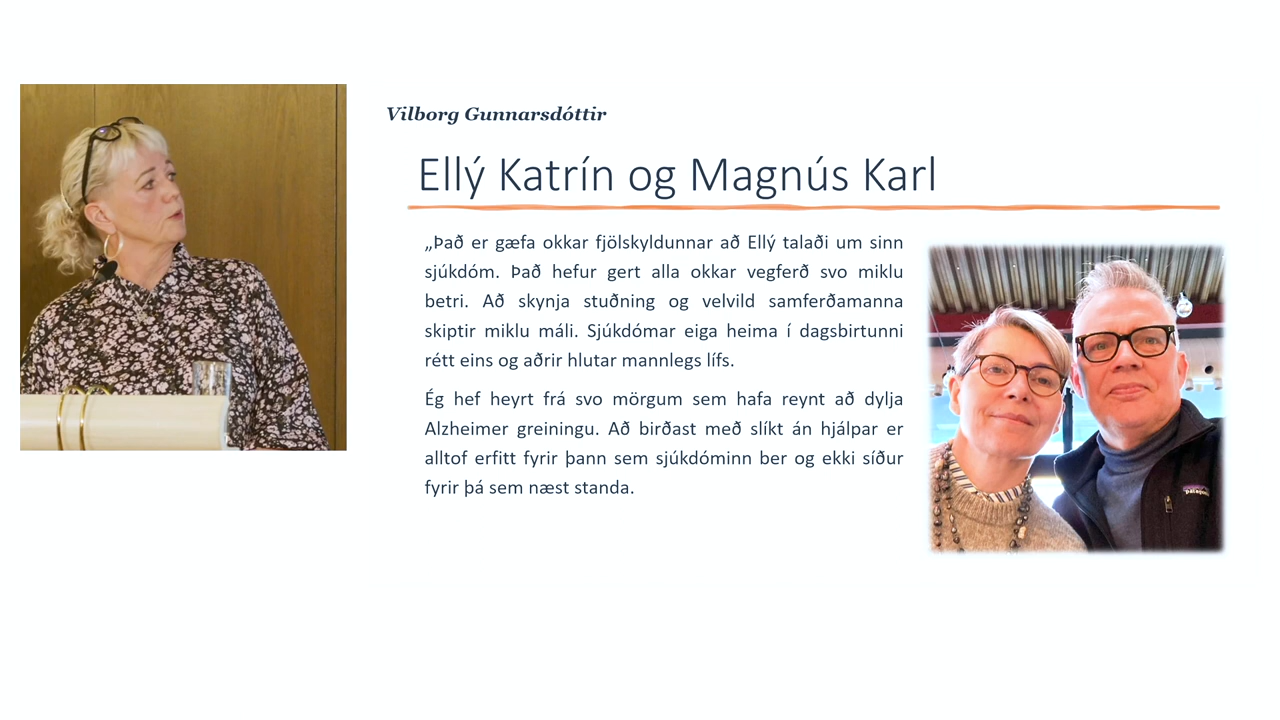 Vilborg Gunnarsdóttir
Ellý Katrín og Magnús Karl
„Það er gæfa okkar fjölskyldunnar að Ellý talaði um sinn
sjúkdóm. Það hefur gert alla okkar vegferð svo miklu
betri. Að skynja stuðning og velvild samferðamanna
skiptir miklu máli. Sjúkdómar eiga heima í dagsbirtunni
rétt eins og aðrir hlutar mannlegs lífs.
Ég hef heyrt frá svo mörgum sem hafa reynt að dylja
Alzheimer greiningu. Að birðast með slíkt án hjálpar er
alltof erfitt fyrir þann sem sjúkdóminn ber og ekki síður
fyrir þá sem næst standa.
patagonia